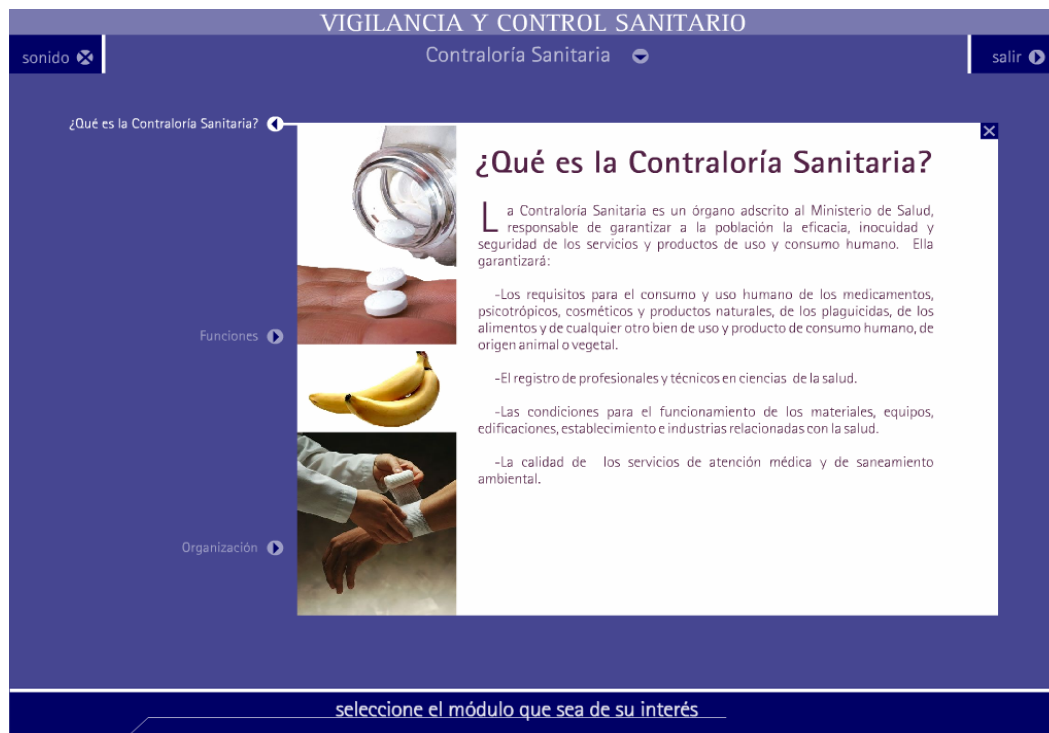 VIGILANCIA Y CONTROL SANITARIO
sonido
Contraloría Sanitaria
salir
¿Qué es la Contraloría Sanitaria?
¿Qué es la Contraloría Sanitaria?
La Contraloría Sanitaria es un órgano adscrito al Ministerio de Salud,
responsable de garantizar a la población la eficacia, inocuidad y
seguridad de los servicios y productos de uso y consumo humano. Ella
garantizará:
-Los requisitos para el consumo y uso humano de los medicamentos,
psicotrópicos, cosméticos y productos naturales, de los plaguicidas, de los
alimentos y de cualquier otro bien de uso y producto de consumo humano, de
origen animal o vegetal.
-El registro de profesionales y técnicos en ciencias de la salud.
-Las condiciones para el funcionamiento de los materiales, equipos,
edificaciones, establecimiento e industrias relacionadas con la salud.
-La calidad de los servicios de atención médica y de saneamiento
ambiental.
Funciones
Organización
seleccione el módulo que sea de su interés